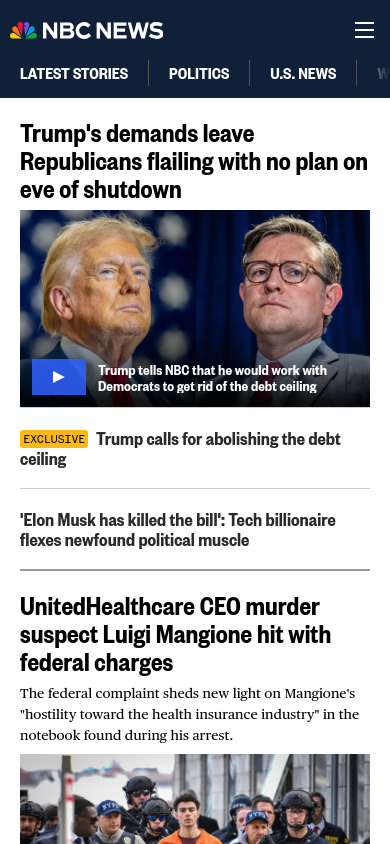 NBC NEWS
LATEST STORIES
POLITICS
U.S. NEWS
Trump's demands leave
Republicans flailing with no plan on
eve of shutdown
Trump tells NBC that he would work with
Democrats to get rid of the debt ceiling
EXCLUSIVE Trump calls for abolishing the debt
ceiling
'Elon Musk has killed the bill': Tech billionaire
flexes newfound political muscle
UnitedHealthcare CEO murder
suspect Luigi Mangione hit with
federal charges
The federal complaint sheds new light on Mangione's
"hostility toward the health insurance industry" in the
notebook found during his arrest.